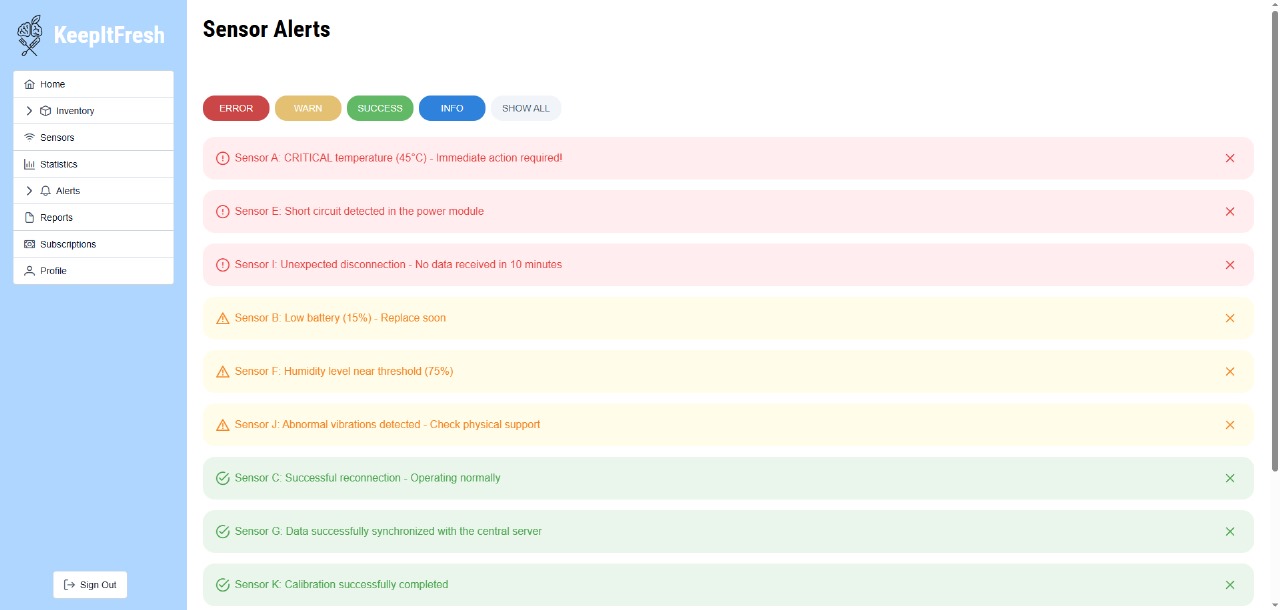 KeepItFresh
Home
Inventory
Sensors
Statistics
Alerts
Reports
Subscriptions
Profile
Sign Out
Sensor Alerts
ERROR WARN SUCCESS INFO SHOW ALL
Sensor A: CRITICAL temperature (45°C) - Immediate action required!
Sensor E: Short circuit detected in the power module
Sensor I: Unexpected disconnection - No data received in 10 minutes
Sensor B: Low battery (15%) - Replace soon
Sensor F: Humidity level near threshold (75%)
Sensor J: Abnormal vibrations detected - Check physical support
Sensor C: Successful reconnection - Operating normally
Sensor G: Data successfully synchronized with the central server
Sensor K: Calibration successfully completed